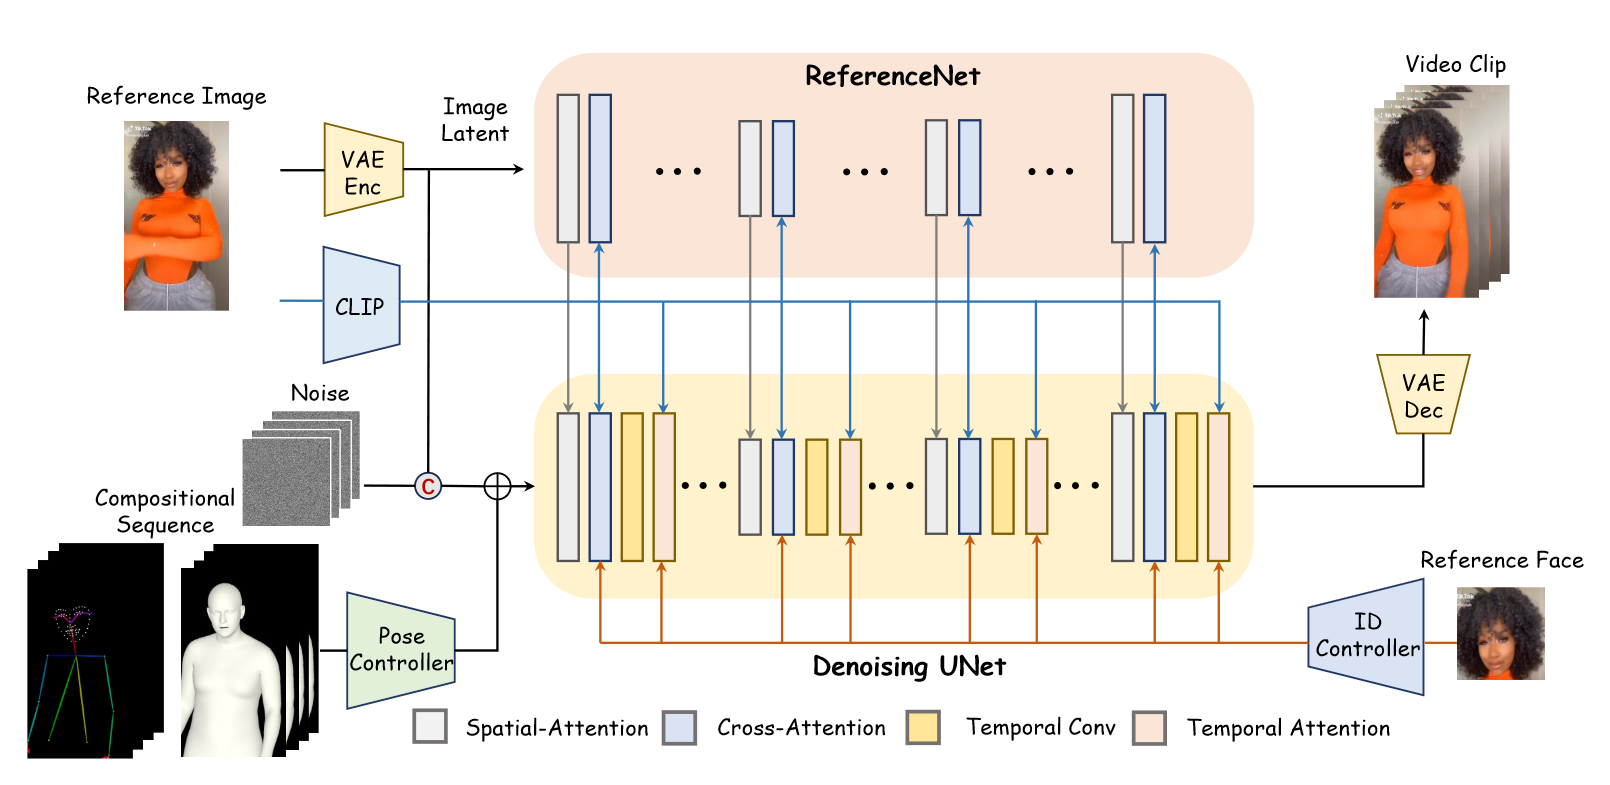 ReferenceNet
Video Clip
Reference Image
Image
Latent
VAE
Enc
CLIP
Noise
VAE
Dec
C
Compositional
Sequence
Reference Face
Pose
Controller
ID
Controller
Denoising UNet
Spatial-Attention
Cross-Attention
Temporal Conv
Temporal Attention